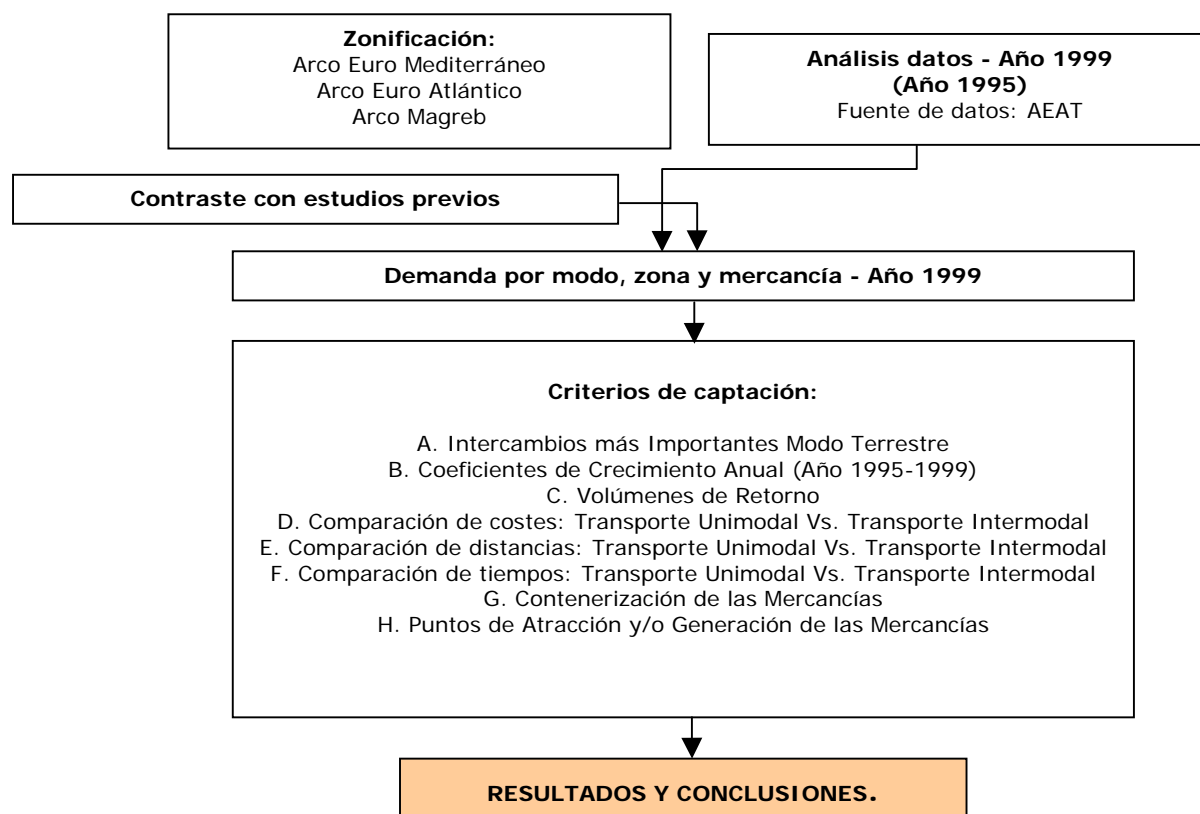 Zonificación:
Arco Euro Mediterráneo
Arco Euro Atlántico
Arco Magreb
Análisis datos - Año 1999
(Año 1995)
Fuente de datos: AEAT
Contraste con estudios previos
Demanda por modo, zona y mercancía - Año 1999
Criterios de captación:
A. Intercambios más Importantes Modo Terrestre
B. Coeficientes de Crecimiento Anual (Año 1995-1999)
C. Volúmenes de Retorno
D. Comparación de costes: Transporte Unimodal Vs. Transporte Intermodal
E. Comparación de distancias: Transporte Unimodal Vs. Transporte Intermodal
F. Comparación de tiempos: Transporte Unimodal Vs. Transporte Intermodal
G. Contenerización de las Mercancías
H. Puntos de Atracción y/o Generación de las Mercancías
RESULTADOS Y CONCLUSIONES.